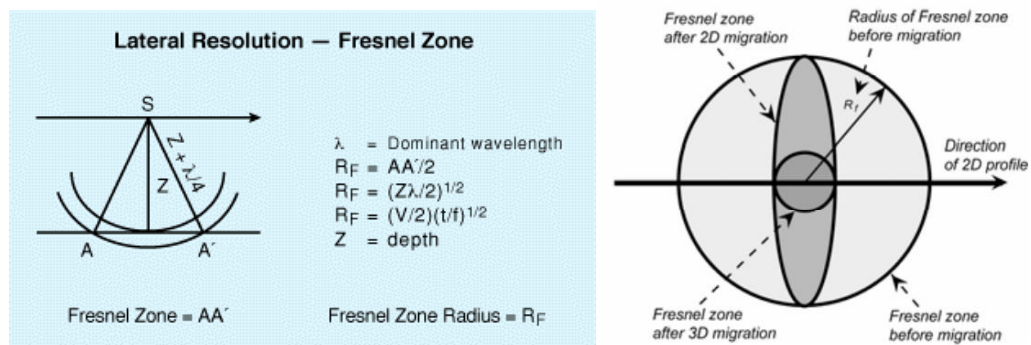 Lateral Resolution — Fresnel Zone
S
Z + λ/4
Z
A
A′
λ = Dominant wavelength
RF = AA′/2
RF = (Zλ/2)1/2
RF = (V/2)(t/f)1/2
Z = depth
Fresnel Zone = AA′
Fresnel Zone Radius = RF
Fresnel zone
after 2D migration
Radius of Fresnel zone
before migration
Rf
Direction
of 2D profile
Fresnel zone
after 3D migration
Fresnel zone
before migration